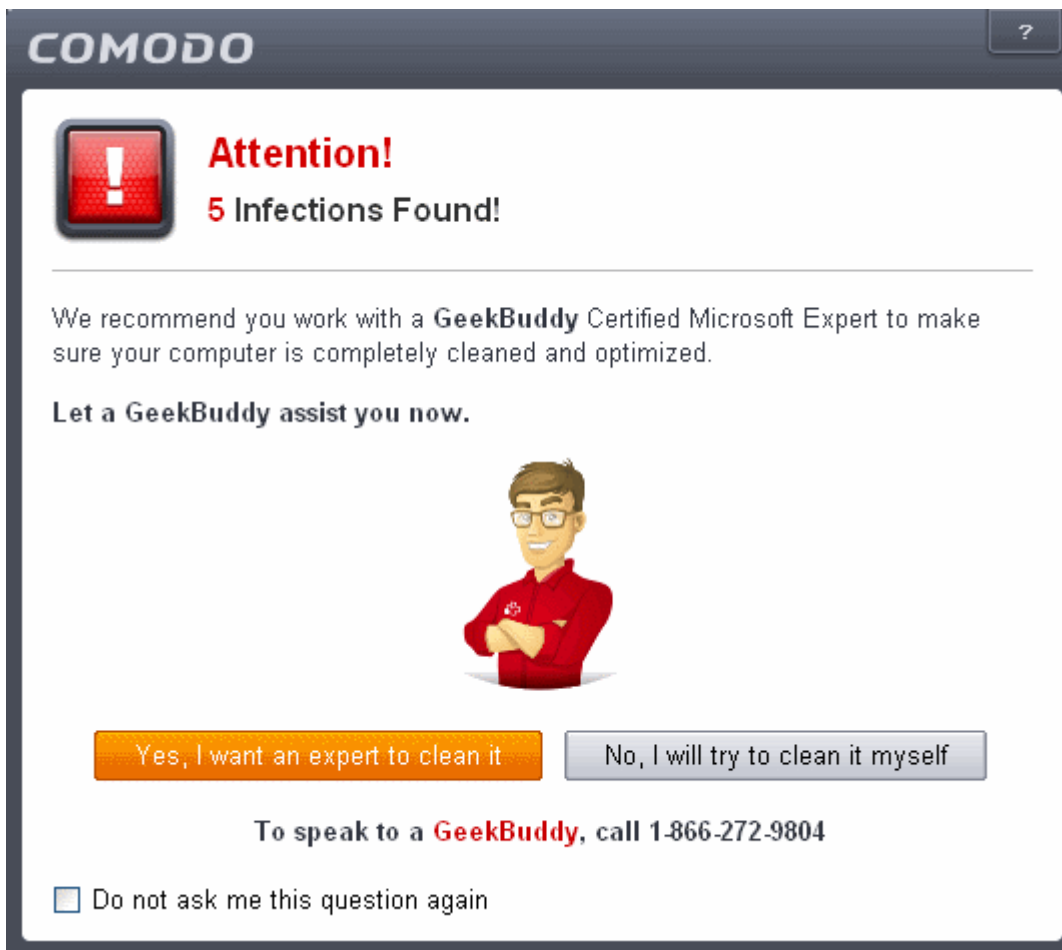 COMODO
?
!
Attention!
5 Infections Found!
We recommend you work with a GeekBuddy Certified Microsoft Expert to make
sure your computer is completely cleaned and optimized.
Let a GeekBuddy assist you now.
Yes, I want an expert to clean it
No, I will try to clean it myself
To speak to a GeekBuddy, call 1-866-272-9804
Do not ask me this question again